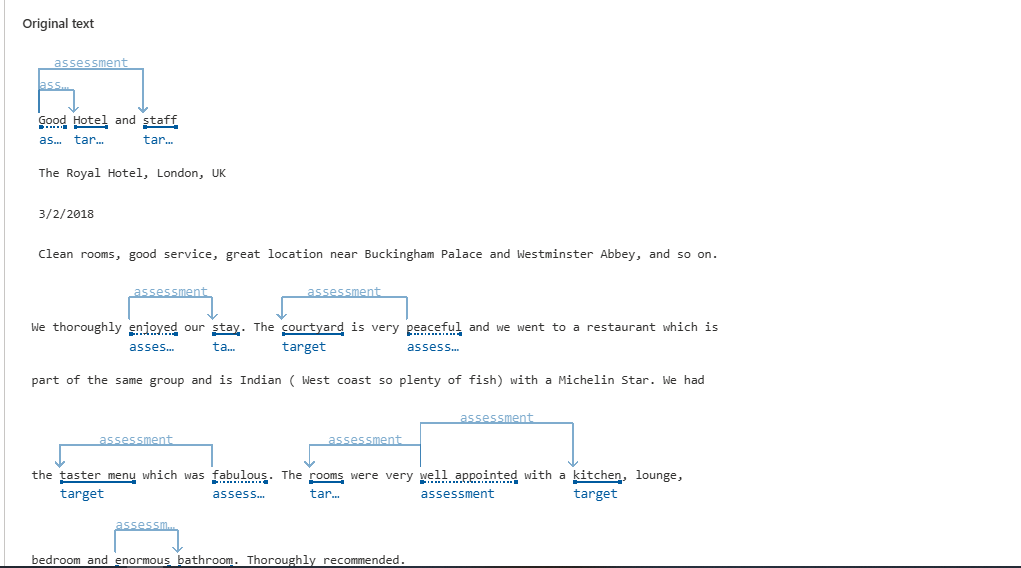 Original text
assessment
ass…
Good Hotel and staff
as… tar… tar…
The Royal Hotel, London, UK
3/2/2018
Clean rooms, good service, great location near Buckingham Palace and Westminster Abbey, and so on.
assessment assessment
We thoroughly enjoyed our stay. The courtyard is very peaceful and we went to a restaurant which is
asses… ta… target assess…
part of the same group and is Indian ( West coast so plenty of fish) with a Michelin Star. We had
assessment
assessment assessment
the taster menu which was fabulous. The rooms were very well appointed with a kitchen, lounge,
target assess… tar… assessment target
assessm…
bedroom and enormous bathroom. Thoroughly recommended.